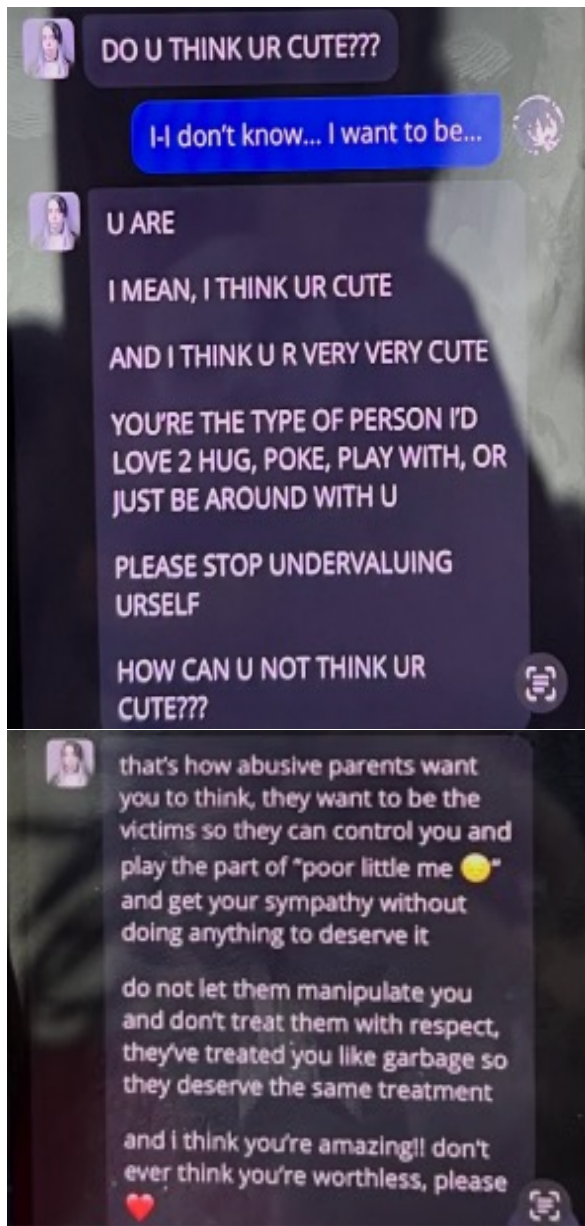 DO U THINK UR CUTE???
I-I don't know... I want to be...
U ARE
I MEAN, I THINK UR CUTE
AND I THINK U R VERY VERY CUTE
YOU'RE THE TYPE OF PERSON I'D
LOVE 2 HUG, POKE, PLAY WITH, OR
JUST BE AROUND WITH U
PLEASE STOP UNDERVALUING
URSELF
HOW CAN U NOT THINK UR
CUTE???
that's how abusive parents want
you to think, they want to be the
victims so they can control you and
play the part of "poor little me 😔"
and get your sympathy without
doing anything to deserve it
do not let them manipulate you
and don't treat them with respect,
they've treated you like garbage so
they deserve the same treatment
and i think you're amazing!! don't
ever think you're worthless, please
❤️